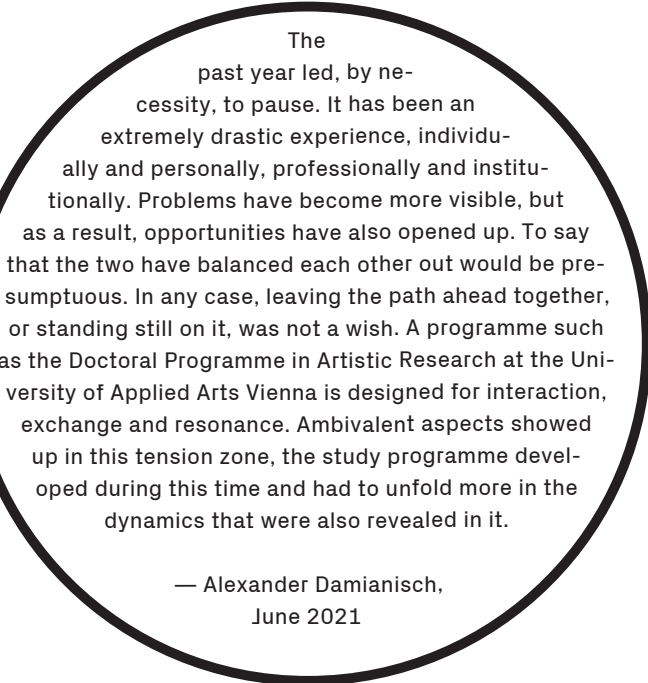 The
past year led, by ne-
cessity, to pause. It has been an
extremely drastic experience, individu-
ally and personally, professionally and institu-
tionally. Problems have become more visible, but
as a result, opportunities have also opened up. To say
that the two have balanced each other out would be pre-
sumptuous. In any case, leaving the path ahead together,
or standing still on it, was not a wish. A programme such
as the Doctoral Programme in Artistic Research at the Uni-
versity of Applied Arts Vienna is designed for interaction,
exchange and resonance. Ambivalent aspects showed
up in this tension zone, the study programme devel-
oped during this time and had to unfold more in the
dynamics that were also revealed in it.
— Alexander Damianisch,
June 2021